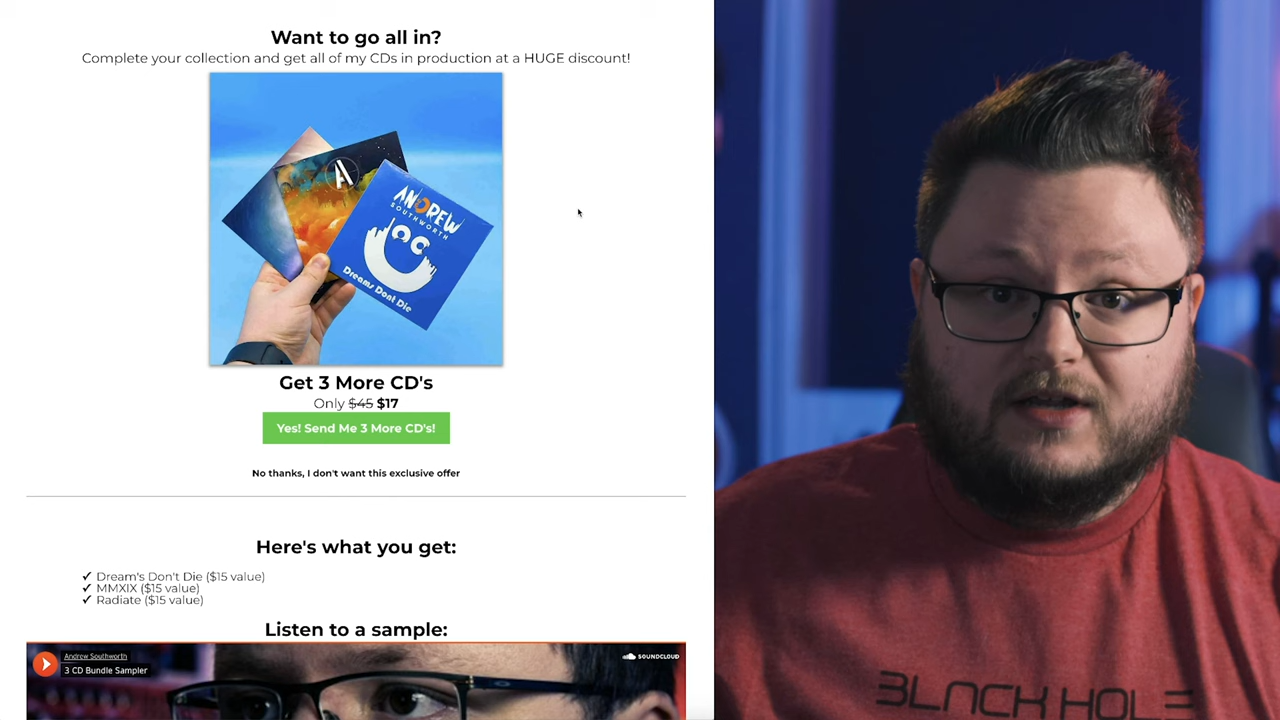 Want to go all in?
Complete your collection and get all of my CDs in production at a HUGE discount!
A
ANDREW
SOUTHWORTH
Dreams Dont Die
Get 3 More CD's
Only $45 $17
Yes! Send Me 3 More CD's!
No thanks, I don't want this exclusive offer
Here's what you get:
✓ Dream's Don't Die ($15 value)
✓ MMXIX ($15 value)
✓ Radiate ($15 value)
Listen to a sample:
Andrew Southworth
3 CD Bundle Sampler
SOUNDCLOUD
BLACK HOLE